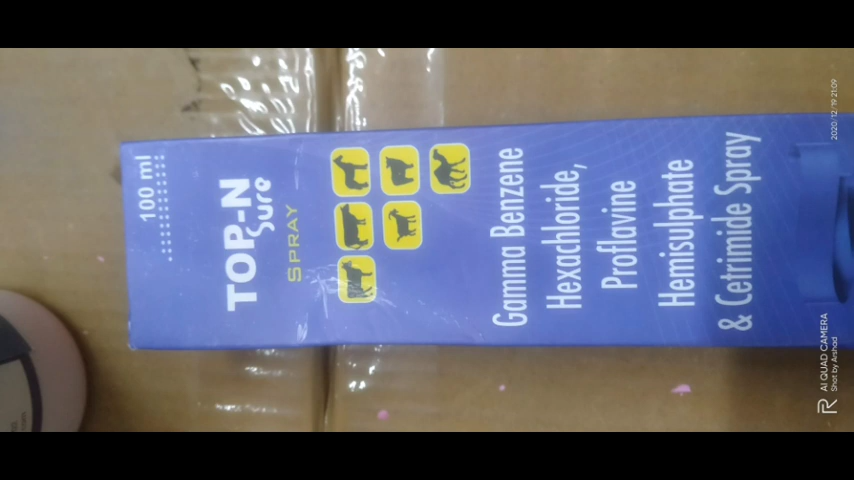 100 ml
TOP-N
Sure
SPRAY
Gamma Benzene
Hexachloride,
Proflavine
Hemisulphate
& Cetrimide Spray
AI QUAD CAMERA
Shot by Arshad
2020/12/19 21:09